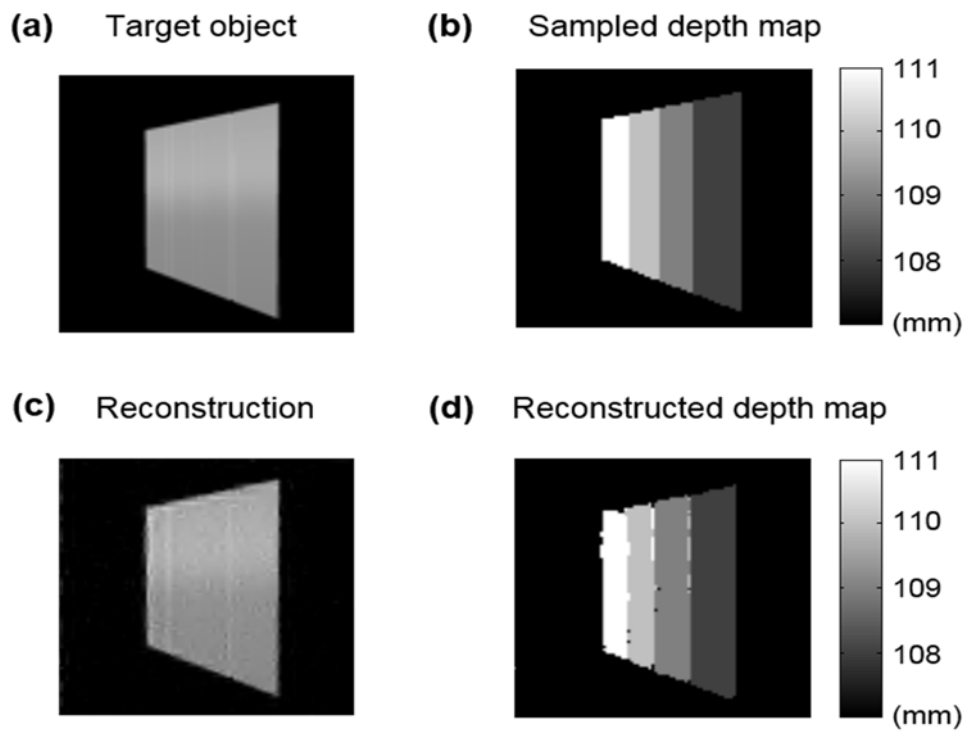 (a) Target object
(b) Sampled depth map
111
110
109
108
(mm)
(c) Reconstruction
(d) Reconstructed depth map
111
110
109
108
(mm)